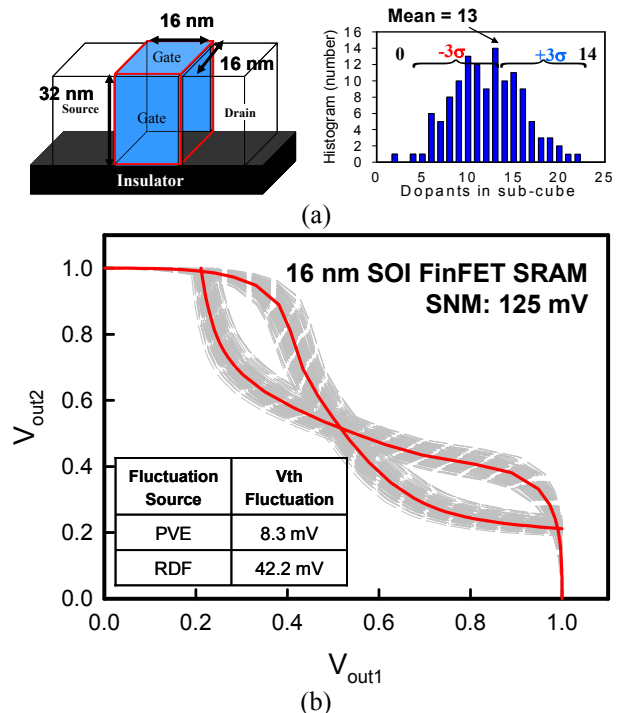 (a)
16 nm
16 nm
32 nm
Gate
Source
Gate
Drain
Insulator
Mean = 13
0
-3σ
+3σ
14
Histogram (number)
16
14
12
10
8
6
4
2
0
0 5 10 15 20 25
Dopants in sub-cube
(a)
(b)
16 nm SOI FinFET SRAM
SNM: 125 mV
Vout2
1.0
0.8
0.6
0.4
0.2
0.0
Fluctuation Source
Vth Fluctuation
PVE 8.3 mV
RDF 42.2 mV
0.0 0.2 0.4 0.6 0.8 1.0
Vout1
(b)